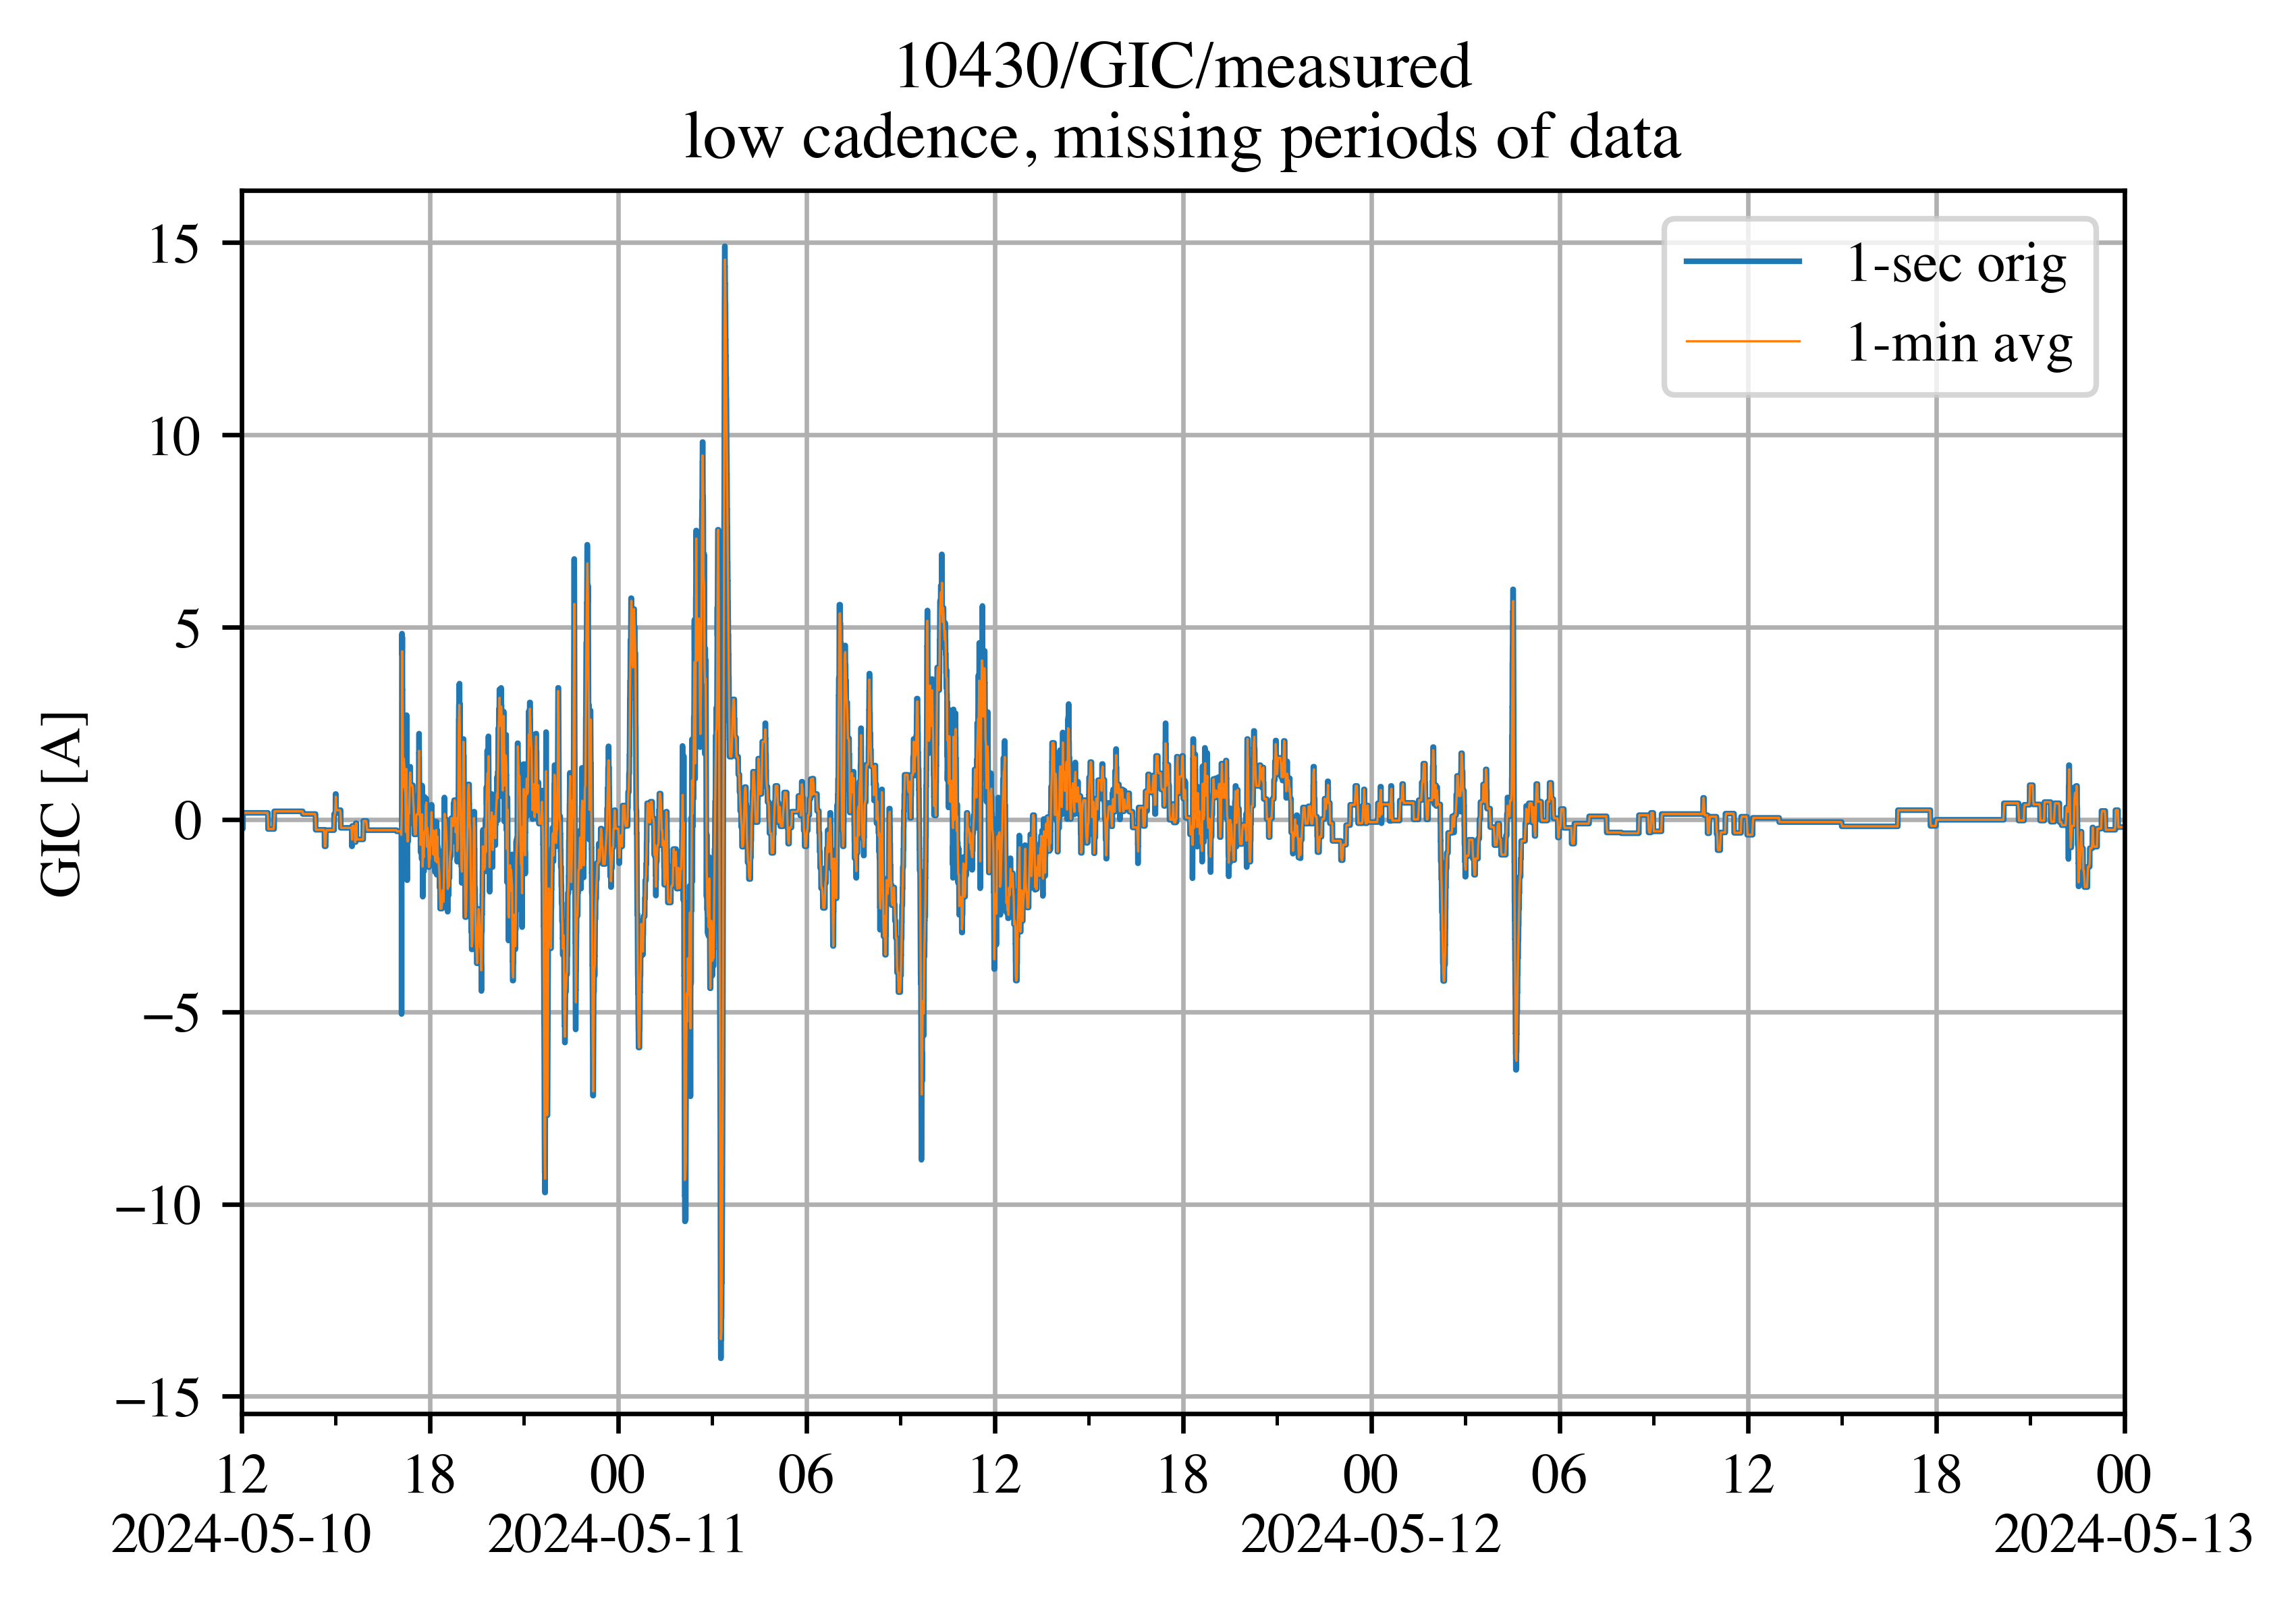 10430/GIC/measured
low cadence, missing periods of data
1-sec orig
1-min avg
GIC [A]
15
10
5
0
−5
−10
−15
12 18 00 06 12 18 00 06 12 18 00
2024-05-10 2024-05-11 2024-05-12 2024-05-13